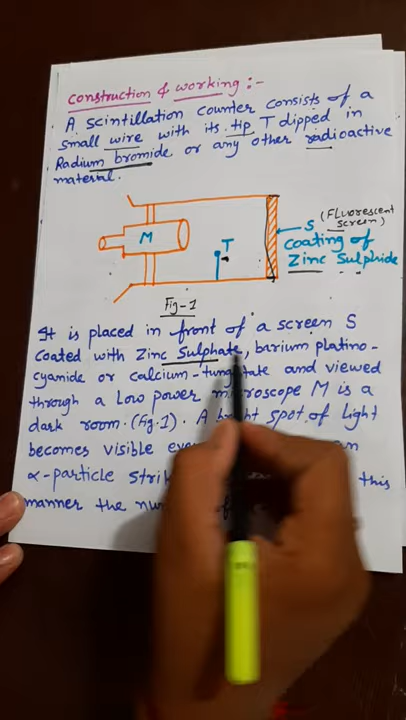 Construction & working :-
A scintillation counter consists of a
small wire with its tip T dipped in
Radium bromide or any other radioactive
material.
M
T
S
(Fluorescent
screen)
coating of
Zinc Sulphide
Fig-1
It is placed in front of a screen S
coated with Zinc Sulphate, barium platino-
cyanide or calcium-tungstate and viewed
through a Low power microscope M is a
dark room. (Fig.1). A bright spot of Light
becomes visible
α-particle this
manner the of